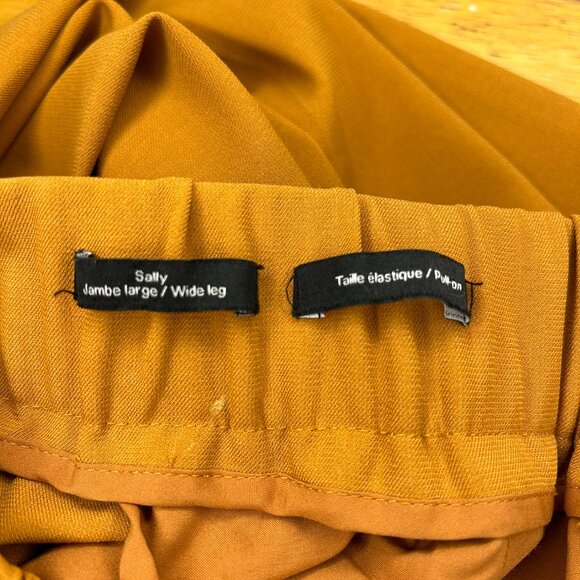 Sally
Jambe large / Wide leg
Taille élastique / Pull-on